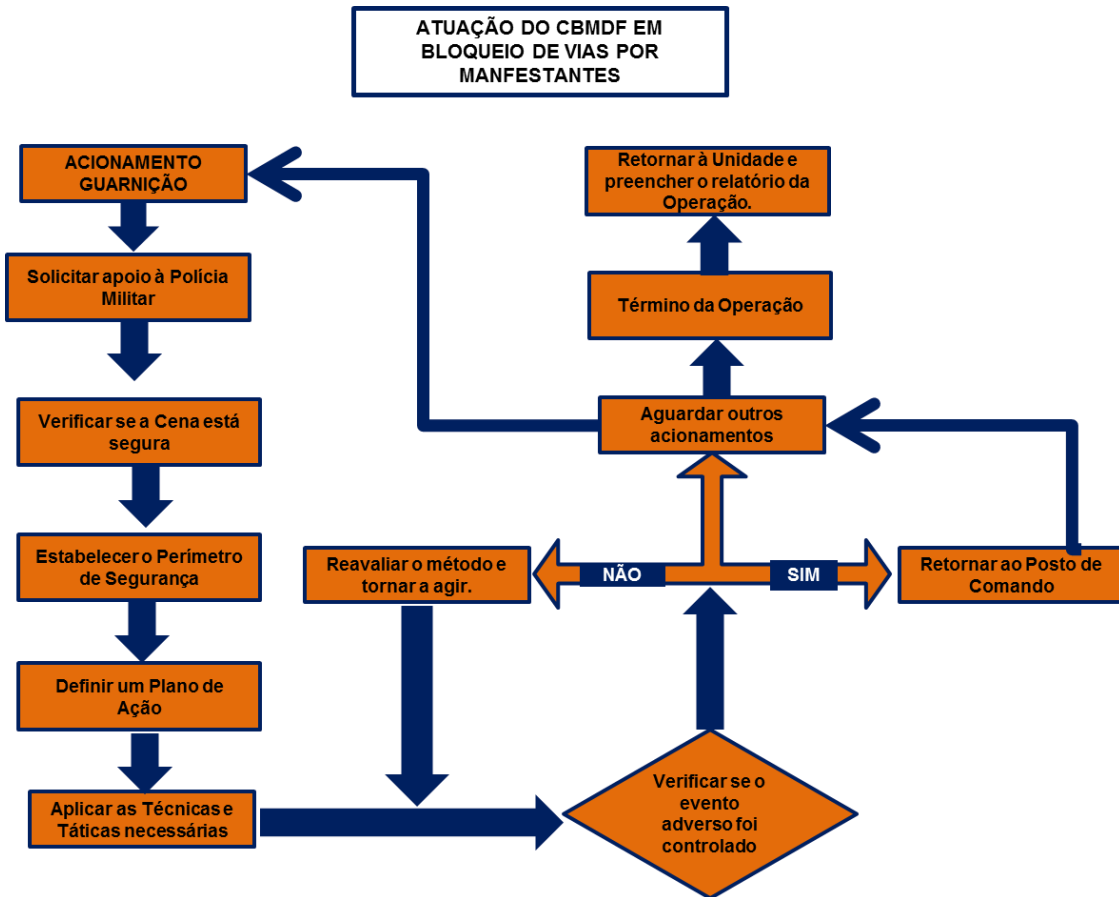 ATUAÇÃO DO CBMDF EM
BLOQUEIO DE VIAS POR
MANFESTANTES
ACIONAMENTO
GUARNIÇÃO
Solicitar apoio à Polícia
Militar
Verificar se a Cena está
segura
Estabelecer o Perímetro
de Segurança
Definir um Plano de
Ação
Aplicar as Técnicas e
Táticas necessárias
Verificar se o
evento
adverso foi
controlado
NÃO
SIM
Reavaliar o método e
tornar a agir.
Retornar ao Posto de
Comando
Aguardar outros
acionamentos
Término da Operação
Retornar à Unidade e
preencher o relatório da
Operação.